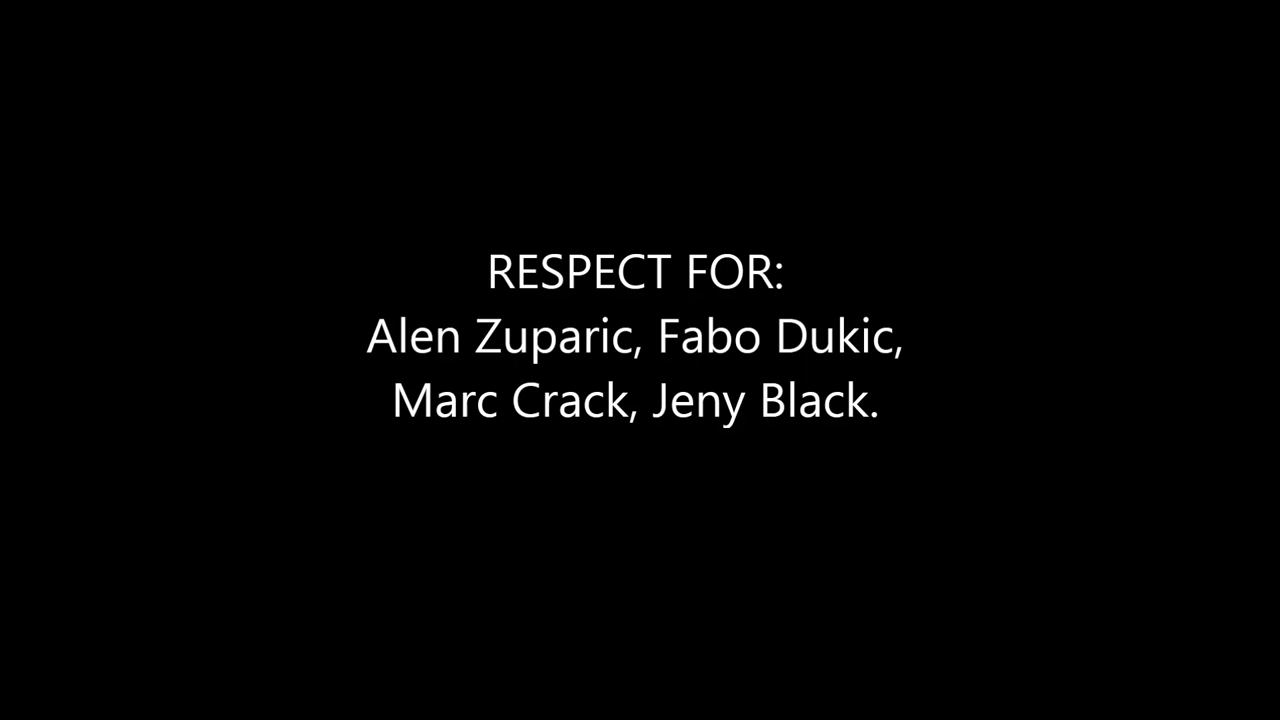 RESPECT FOR:
Alen Zuparic, Fabo Dukic,
Marc Crack, Jeny Black.